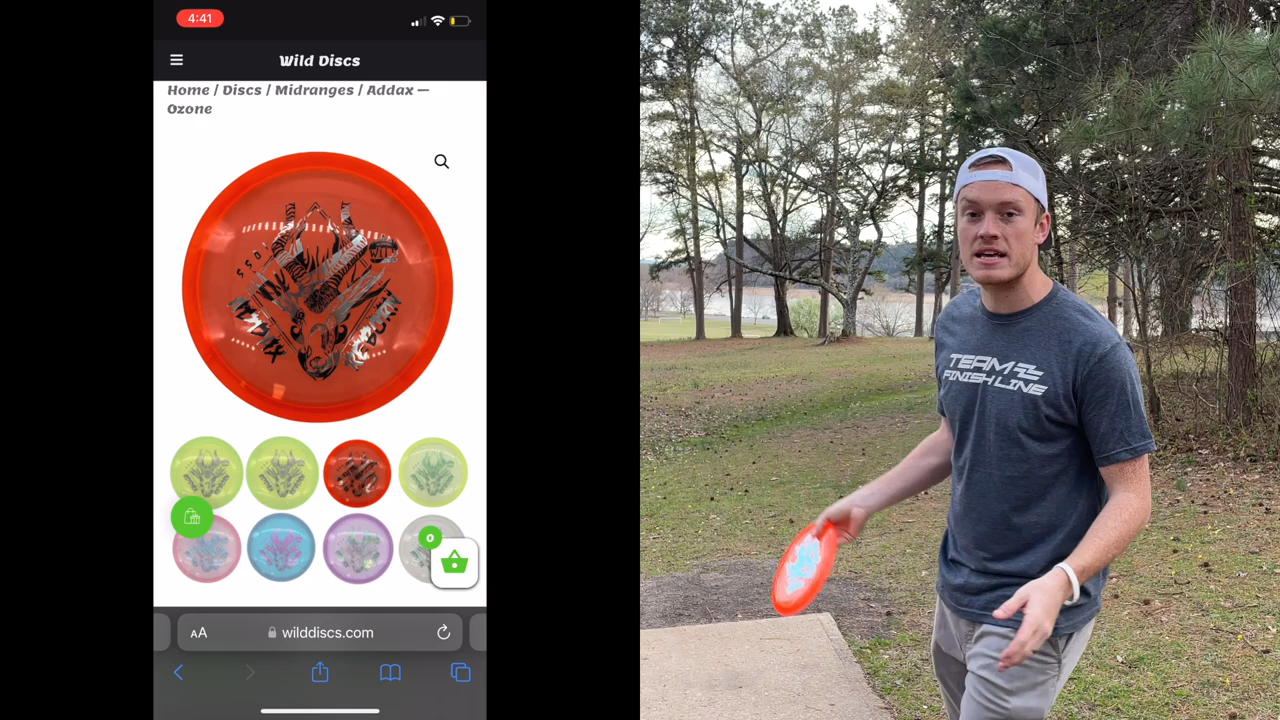 4:41
Wild Discs
Home / Discs / Midranges / Addax —
Ozone
0
AA
wilddiscs.com
TEAM
FINISH LINE